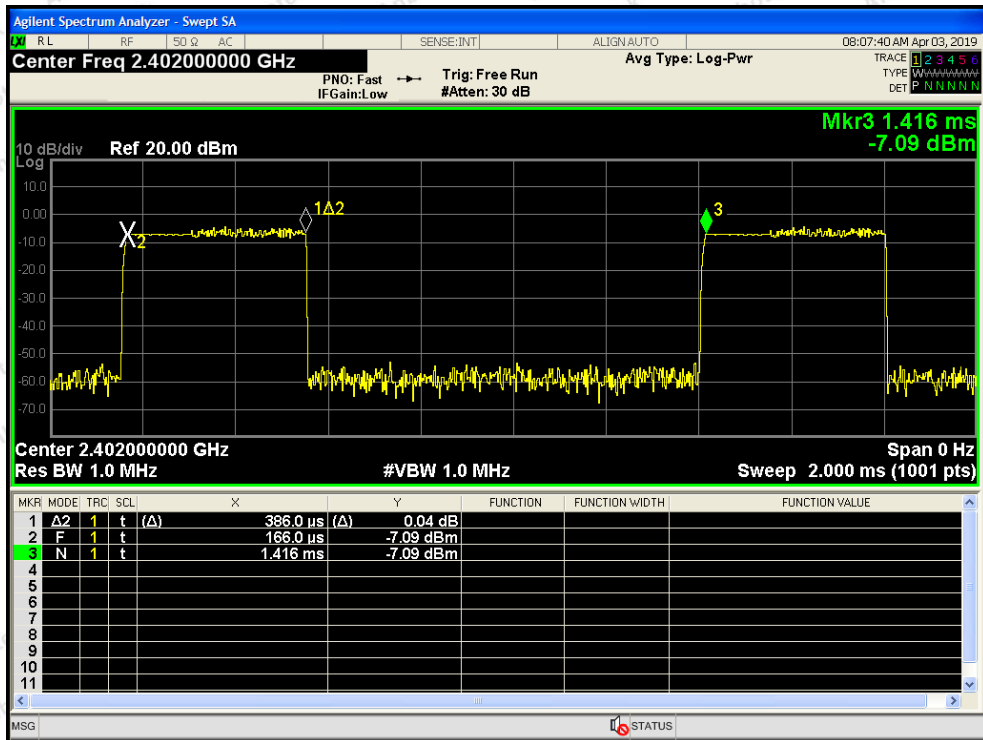 Agilent Spectrum Analyzer - Swept SA
LXI RL RF 50 Ω AC SENSE:INT ALIGN AUTO 08:07:40 AM Apr 03, 2019
Center Freq 2.402000000 GHz Avg Type: Log-Pwr TRACE 1 2 3 4 5 6
PNO: Fast Trig: Free Run TYPE WWWWWW
IFGain:Low #Atten: 30 dB DET P N N N N N
Mkr3 1.416 ms
10 dB/div Ref 20.00 dBm -7.09 dBm
Log
10.0
0.00
-10.0
-20.0
-30.0
-40.0
-50.0
-60.0
-70.0
2
1Δ2
3
Center 2.402000000 GHz Span 0 Hz
Res BW 1.0 MHz #VBW 1.0 MHz Sweep 2.000 ms (1001 pts)
MKR MODE TRC SCL X Y FUNCTION FUNCTION WIDTH FUNCTION VALUE
1 Δ2 1 t (Δ) 386.0 µs (Δ) 0.04 dB
2 F 1 t 166.0 µs -7.09 dBm
3 N 1 t 1.416 ms -7.09 dBm
4
5
6
7
8
9
10
11
MSG STATUS